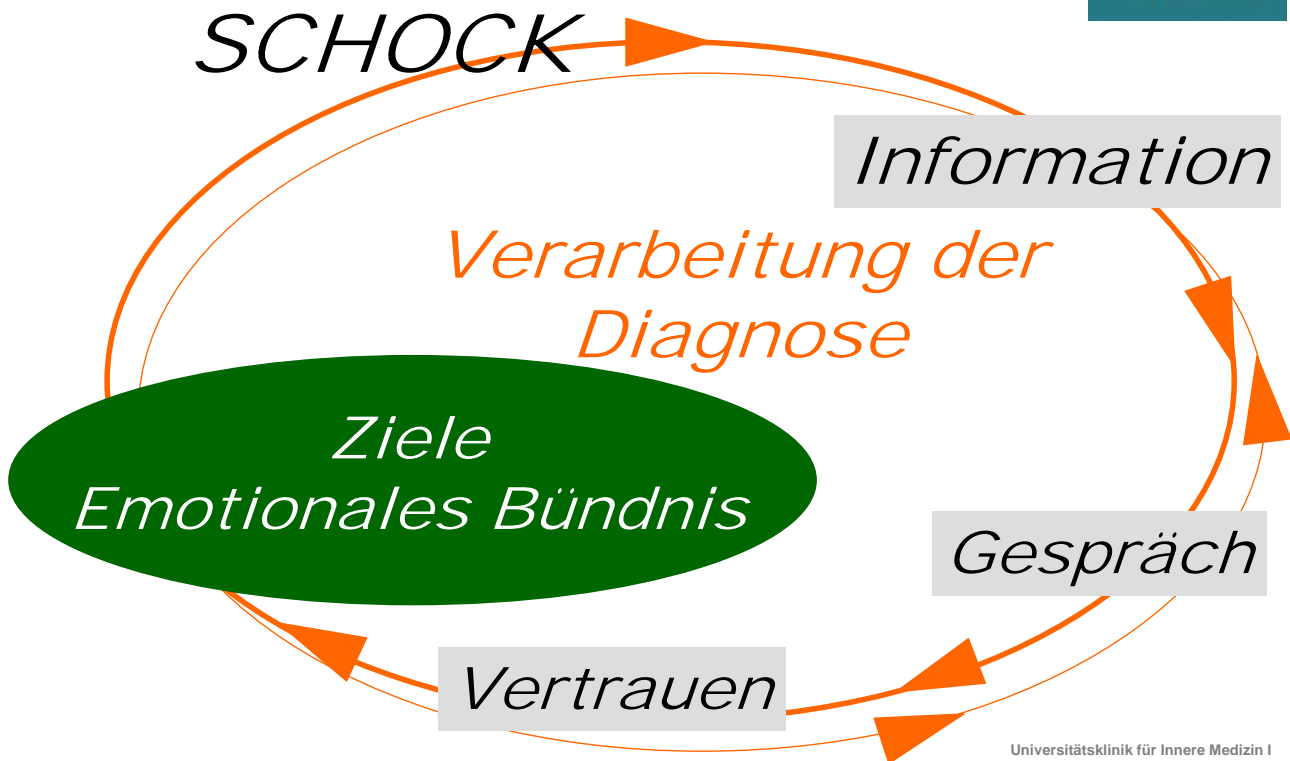 SCHOCK
Information
Verarbeitung der
Diagnose
Ziele
Emotionales Bündnis
Gespräch
Vertrauen
Universitätsklinik für Innere Medizin I